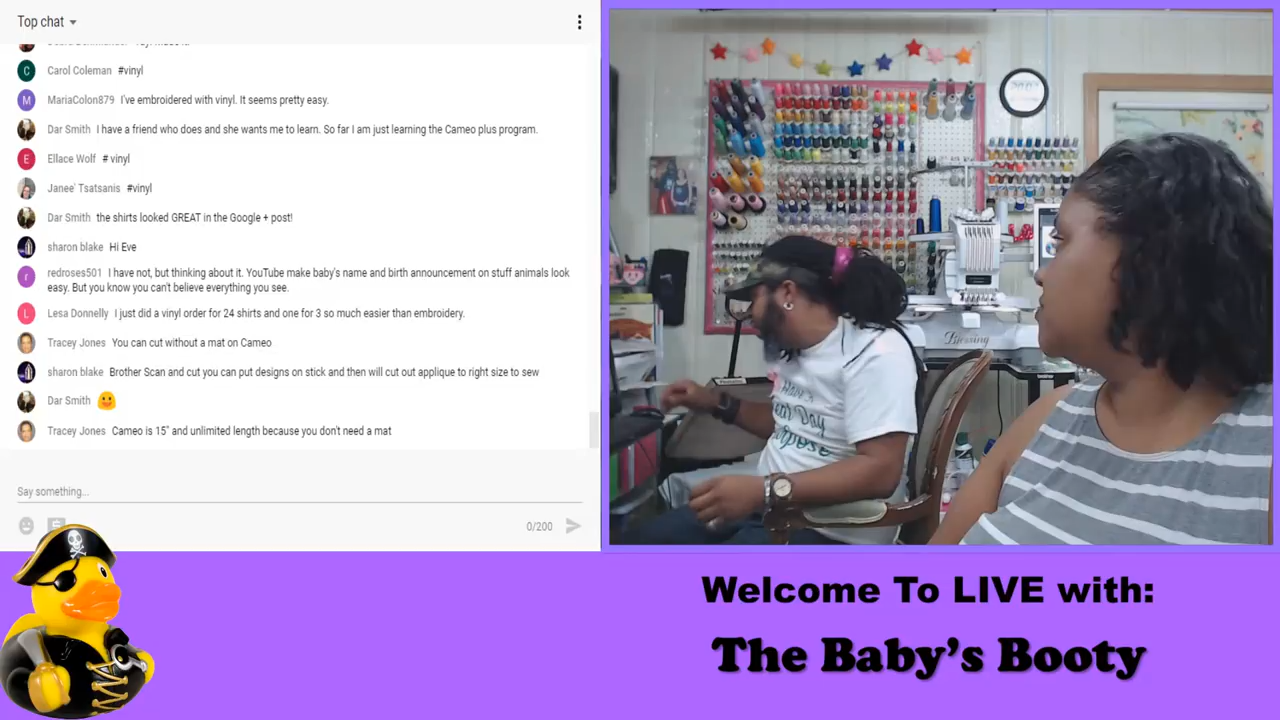 Top chat
Carol Coleman #vinyl
MariaColon879 I've embroidered with vinyl. It seems pretty easy.
Dar Smith I have a friend who does and she wants me to learn. So far I am just learning the Cameo plus program.
Ellace Wolf # vinyl
Janee` Tsatsanis #vinyl
Dar Smith the shirts looked GREAT in the Google + post!
sharon blake Hi Eve
redroses501 I have not, but thinking about it. YouTube make baby's name and birth announcement on stuff animals look
easy. But you know you can't believe everything you see.
Lesa Donnelly I just did a vinyl order for 24 shirts and one for 3 so much easier than embroidery.
Tracey Jones You can cut without a mat on Cameo
sharon blake Brother Scan and cut you can put designs on stick and then will cut out applique to right size to sew
Dar Smith
Tracey Jones Cameo is 15" and unlimited length because you don't need a mat
Say something...
0/200
Have a
Great Day
Purpose
Blessing
Welcome To LIVE with:
The Baby's Booty